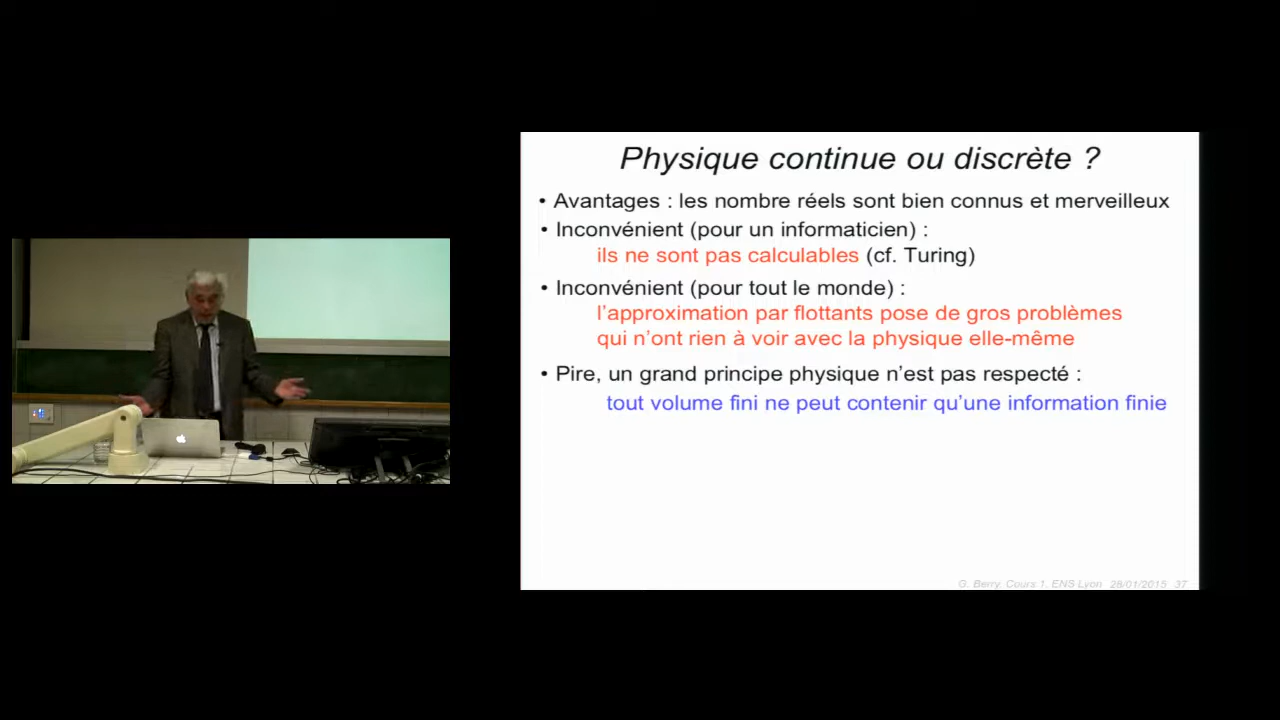 Physique continue ou discrète ?
• Avantages : les nombre réels sont bien connus et merveilleux
• Inconvénient (pour un informaticien) :
ils ne sont pas calculables (cf. Turing)
• Inconvénient (pour tout le monde) :
l'approximation par flottants pose de gros problèmes
qui n'ont rien à voir avec la physique elle-même
• Pire, un grand principe physique n'est pas respecté :
tout volume fini ne peut contenir qu'une information finie
G. Berry, Cours 1, ENS Lyon 28/01/2015 37